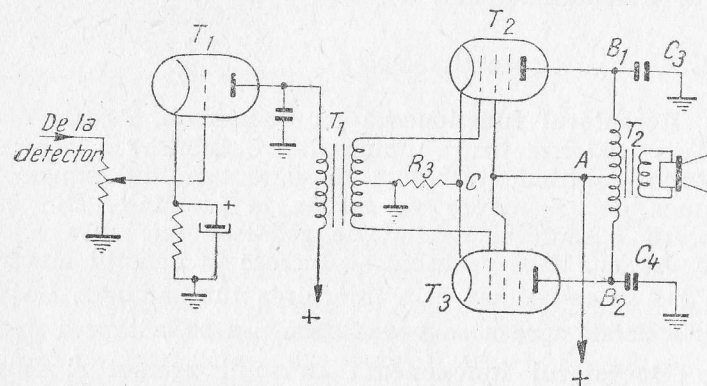 T1
T2
B1
C3
De la
detector
T1
T2
A
R3
C
+
T3
B2
C4
+
+